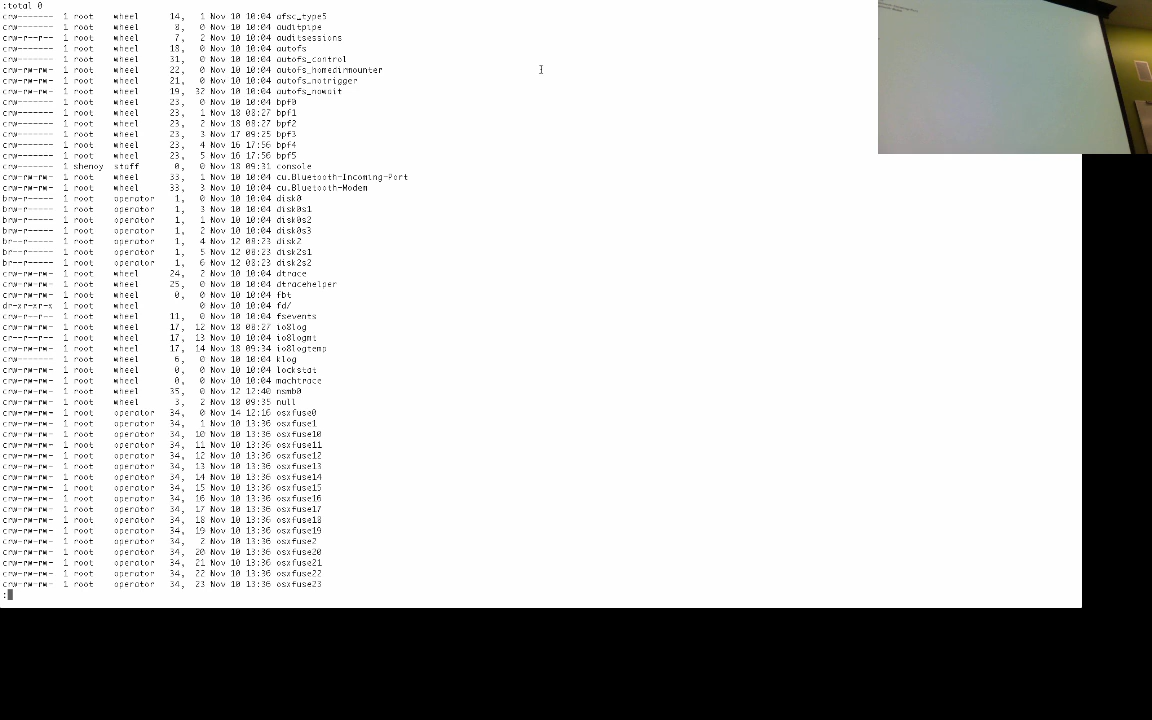 :total 0
crw------- 1 root wheel 14, 1 Nov 10 10:04 afsc_type5
crw------- 1 root wheel 0, 0 Nov 10 10:04 auditpipe
crw-r--r-- 1 root wheel 7, 2 Nov 10 10:04 auditsessions
crw------- 1 root wheel 18, 0 Nov 10 10:04 autofs
crw------- 1 root wheel 31, 0 Nov 10 10:04 autofs_control
crw-rw-rw- 1 root wheel 22, 0 Nov 10 10:04 autofs_homedirmounter
crw-rw-rw- 1 root wheel 21, 0 Nov 10 10:04 autofs_notrigger
crw-rw-rw- 1 root wheel 19, 32 Nov 10 10:04 autofs_nowait
crw------- 1 root wheel 23, 0 Nov 10 10:04 bpf0
crw------- 1 root wheel 23, 1 Nov 18 08:27 bpf1
crw------- 1 root wheel 23, 2 Nov 18 08:27 bpf2
crw------- 1 root wheel 23, 3 Nov 17 09:25 bpf3
crw------- 1 root wheel 23, 4 Nov 16 17:56 bpf4
crw------- 1 root wheel 23, 5 Nov 16 17:56 bpf5
crw------- 1 shenoy staff 0, 0 Nov 18 09:31 console
crw-rw-rw- 1 root wheel 33, 1 Nov 10 10:04 cu.Bluetooth-Incoming-Port
crw-rw-rw- 1 root wheel 33, 3 Nov 10 10:04 cu.Bluetooth-Modem
brw-r----- 1 root operator 1, 0 Nov 10 10:04 disk0
brw-r----- 1 root operator 1, 3 Nov 10 10:04 disk0s1
brw-r----- 1 root operator 1, 1 Nov 10 10:04 disk0s2
brw-r----- 1 root operator 1, 2 Nov 10 10:04 disk0s3
br--r----- 1 root operator 1, 4 Nov 12 08:23 disk2
br--r----- 1 root operator 1, 5 Nov 12 08:23 disk2s1
br--r----- 1 root operator 1, 6 Nov 12 08:23 disk2s2
crw-rw-rw- 1 root wheel 24, 2 Nov 10 10:04 dtrace
crw-rw-rw- 1 root wheel 25, 0 Nov 10 10:04 dtracehelper
crw-rw-rw- 1 root wheel 0, 0 Nov 10 10:04 fbt
dr-xr-xr-x 1 root wheel 0 Nov 10 10:04 fd/
crw-r--r-- 1 root wheel 11, 0 Nov 10 10:04 fsevents
crw-rw-rw- 1 root wheel 17, 12 Nov 18 08:27 io8log
cr--r--r-- 1 root wheel 17, 13 Nov 10 10:04 io8logmt
crw-rw-rw- 1 root wheel 17, 14 Nov 18 09:34 io8logtemp
crw------- 1 root wheel 6, 0 Nov 10 10:04 klog
crw-rw-rw- 1 root wheel 0, 0 Nov 10 10:04 lockstat
crw-rw-rw- 1 root wheel 0, 0 Nov 10 10:04 machtrace
crw-rw-rw- 1 root wheel 35, 0 Nov 12 12:40 nsmb0
crw-rw-rw- 1 root wheel 3, 2 Nov 18 09:35 null
crw-rw-rw- 1 root operator 34, 0 Nov 14 12:16 osxfuse0
crw-rw-rw- 1 root operator 34, 1 Nov 10 13:36 osxfuse1
crw-rw-rw- 1 root operator 34, 10 Nov 10 13:36 osxfuse10
crw-rw-rw- 1 root operator 34, 11 Nov 10 13:36 osxfuse11
crw-rw-rw- 1 root operator 34, 12 Nov 10 13:36 osxfuse12
crw-rw-rw- 1 root operator 34, 13 Nov 10 13:36 osxfuse13
crw-rw-rw- 1 root operator 34, 14 Nov 10 13:36 osxfuse14
crw-rw-rw- 1 root operator 34, 15 Nov 10 13:36 osxfuse15
crw-rw-rw- 1 root operator 34, 16 Nov 10 13:36 osxfuse16
crw-rw-rw- 1 root operator 34, 17 Nov 10 13:36 osxfuse17
crw-rw-rw- 1 root operator 34, 18 Nov 10 13:36 osxfuse18
crw-rw-rw- 1 root operator 34, 19 Nov 10 13:36 osxfuse19
crw-rw-rw- 1 root operator 34, 2 Nov 10 13:36 osxfuse2
crw-rw-rw- 1 root operator 34, 20 Nov 10 13:36 osxfuse20
crw-rw-rw- 1 root operator 34, 21 Nov 10 13:36 osxfuse21
crw-rw-rw- 1 root operator 34, 22 Nov 10 13:36 osxfuse22
crw-rw-rw- 1 root operator 34, 23 Nov 10 13:36 osxfuse23
: